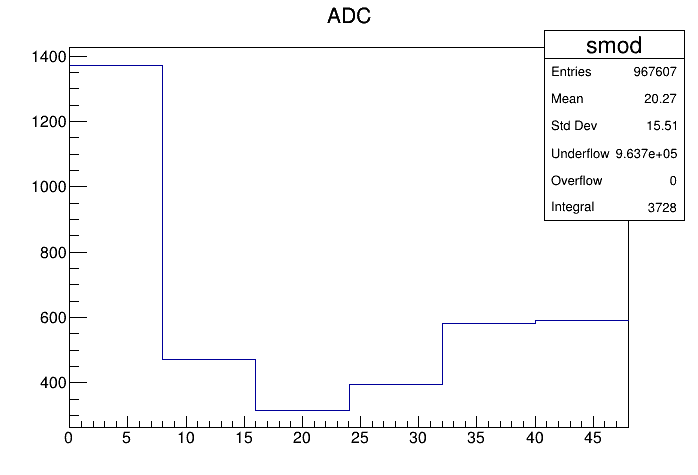 ADC
smod
Entries 967607
Mean 20.27
Std Dev 15.51
Underflow 9.637e+05
Overflow 0
Integral 3728
1400
1200
1000
800
600
400
0 5 10 15 20 25 30 35 40 45